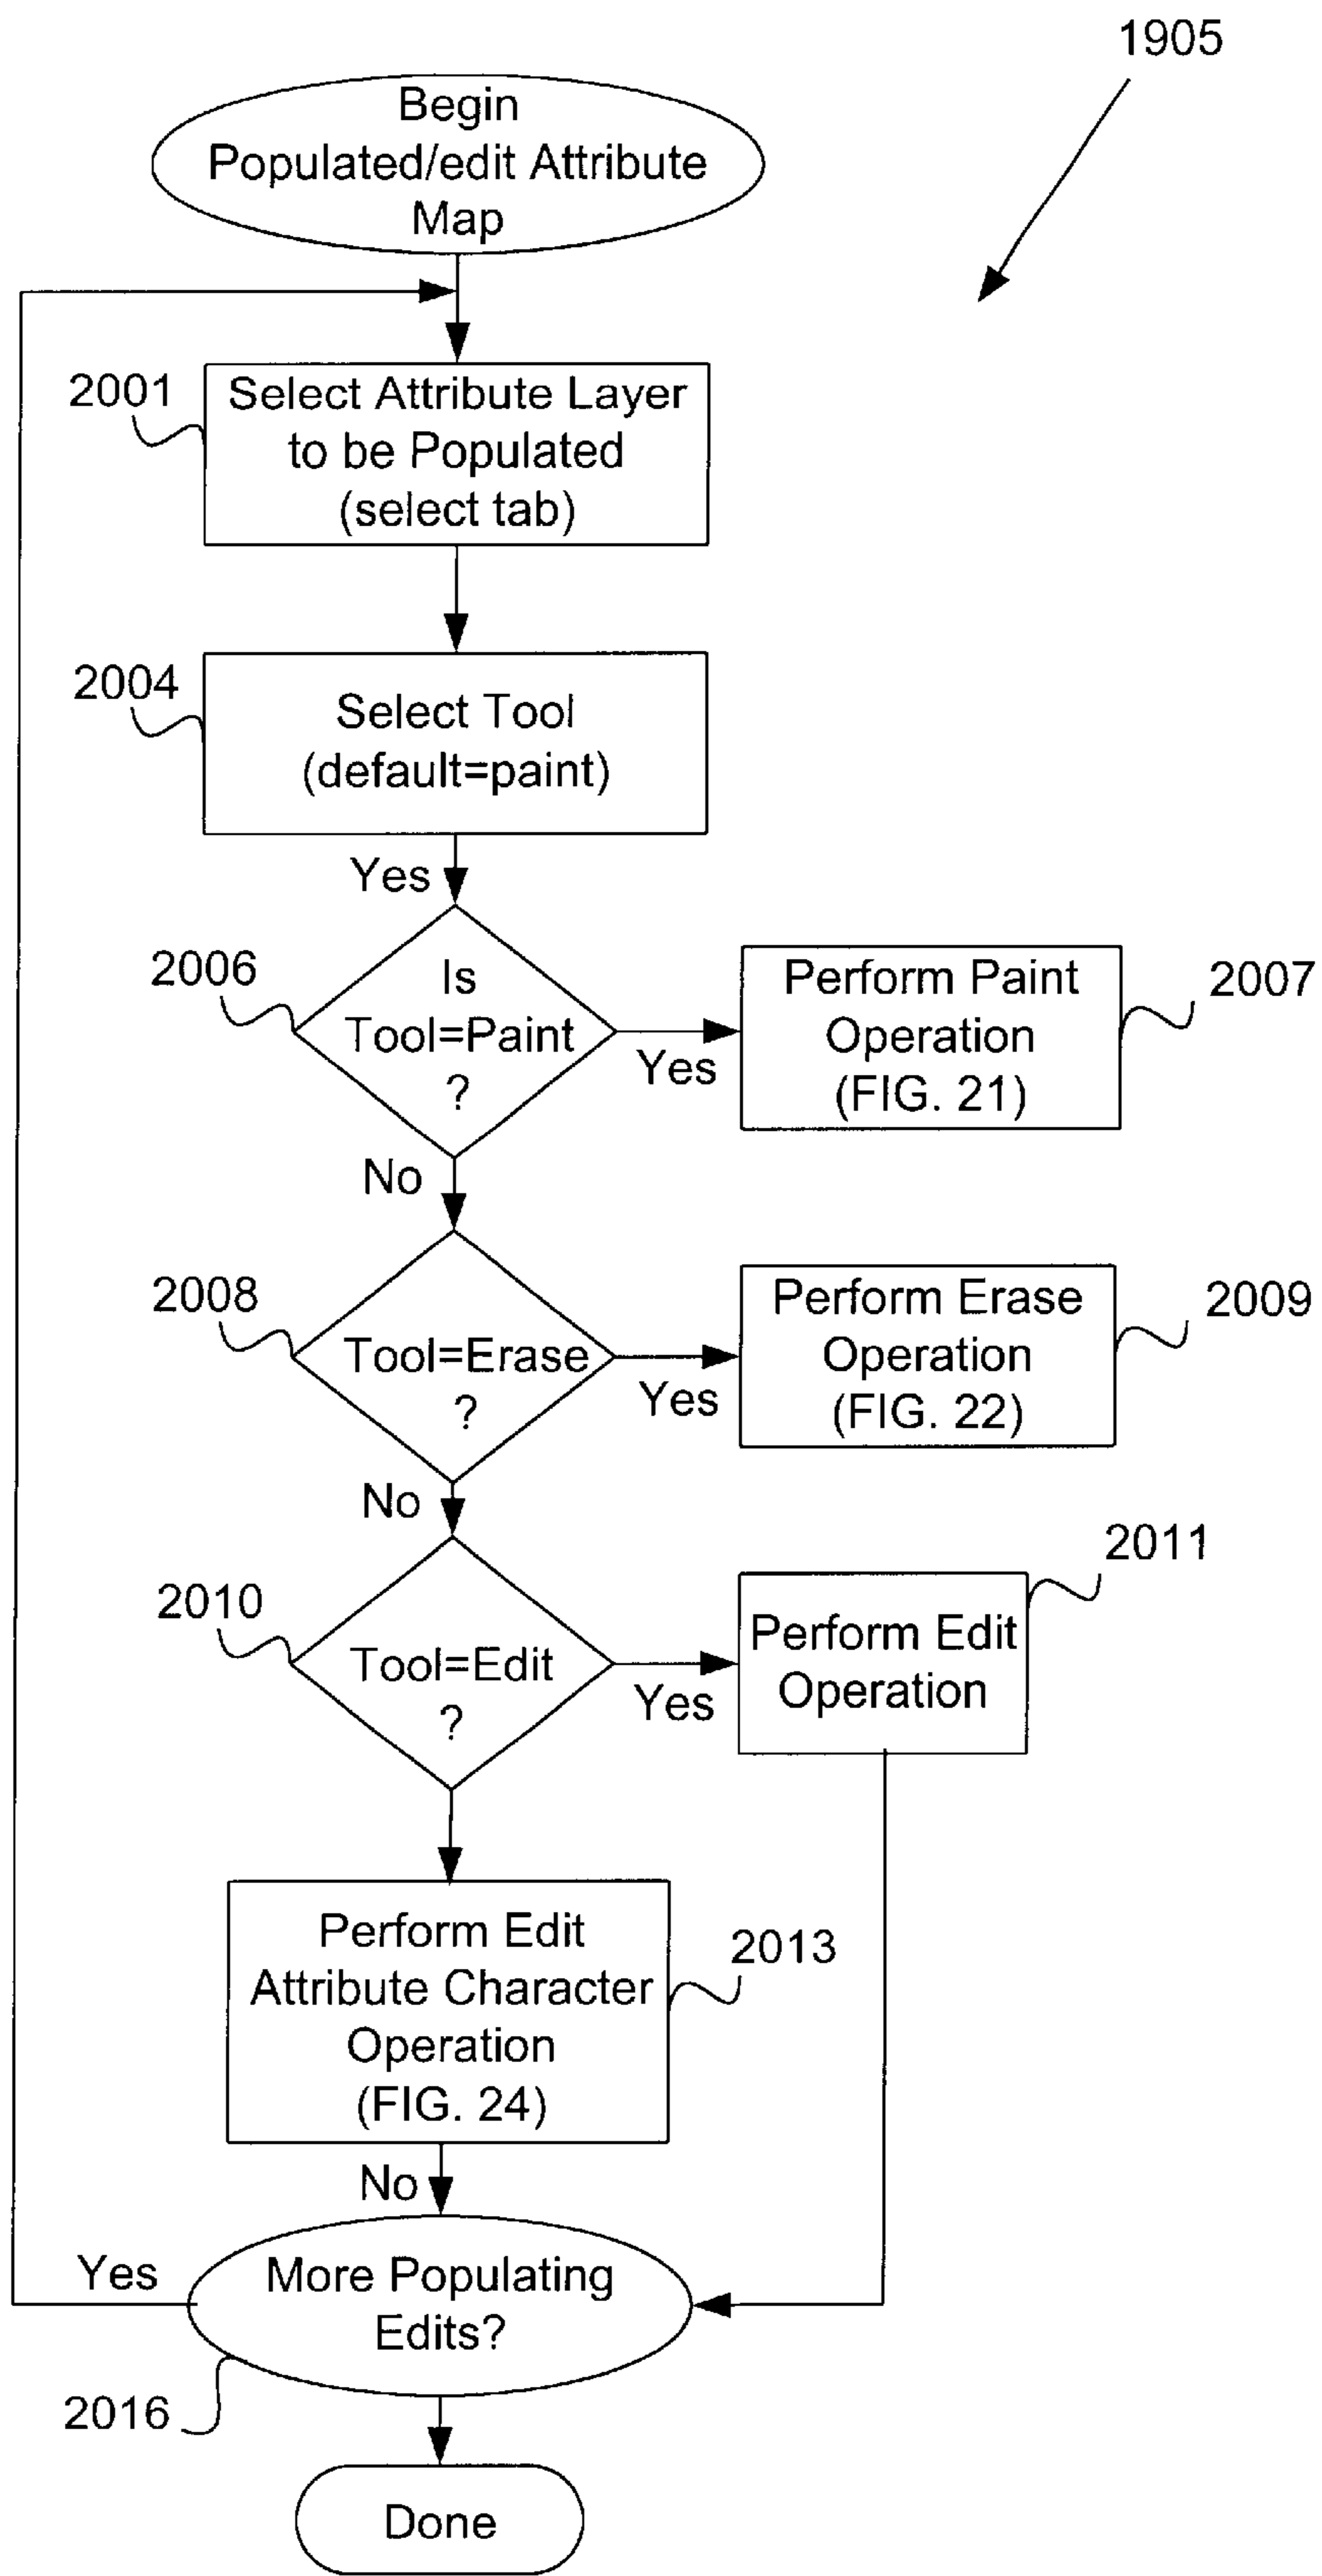 1905
Begin
Populated/edit Attribute
Map
2001
Select Attribute Layer
to be Populated
(select tab)
2004
Select Tool
(default=paint)
Yes
2006
Is
Tool=Paint
?
Yes
Perform Paint
Operation
(FIG. 21)
2007
No
2008
Tool=Erase
?
Yes
Perform Erase
Operation
(FIG. 22)
2009
No
2010
Tool=Edit
?
Yes
Perform Edit
Operation
2011
Perform Edit
Attribute Character
Operation
(FIG. 24)
2013
No
Yes
More Populating
Edits?
2016
Done